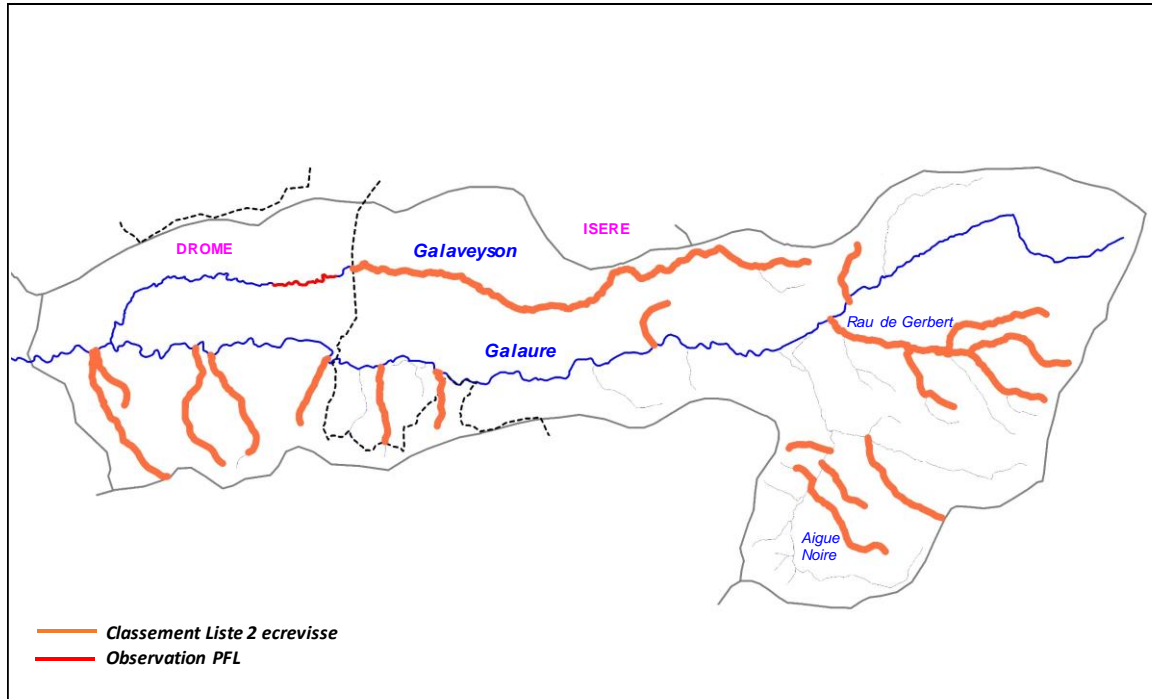 ISERE
DROME
Galaveyson
Rau de Gerbert
Galaure
Aigue
Noire
Classement Liste 2 ecrevisse
Observation PFL